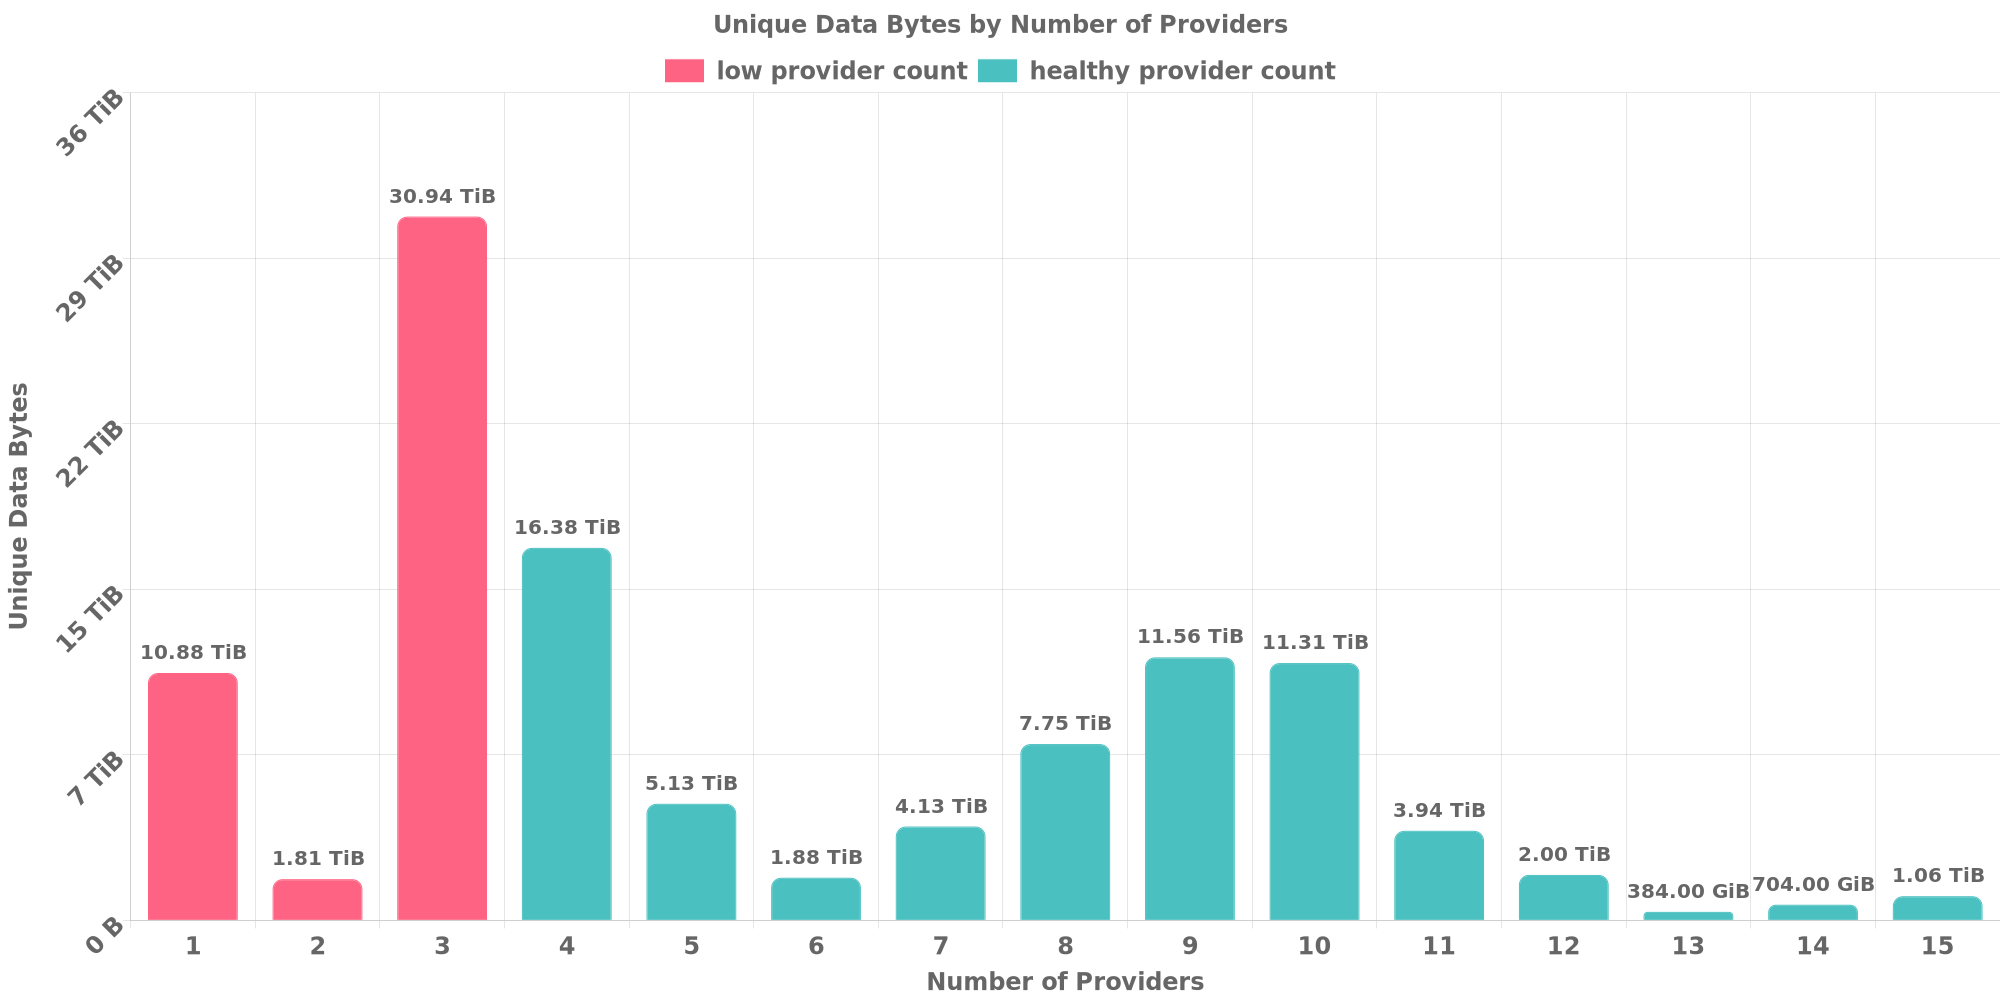 Unique Data Bytes by Number of Providers
low provider count healthy provider count
36 TiB
29 TiB
22 TiB
15 TiB
7 TiB
0 B
Unique Data Bytes
10.88 TiB
1.81 TiB
30.94 TiB
16.38 TiB
5.13 TiB
1.88 TiB
4.13 TiB
7.75 TiB
11.56 TiB
11.31 TiB
3.94 TiB
2.00 TiB
384.00 GiB
704.00 GiB
1.06 TiB
1 2 3 4 5 6 7 8 9 10 11 12 13 14 15
Number of Providers